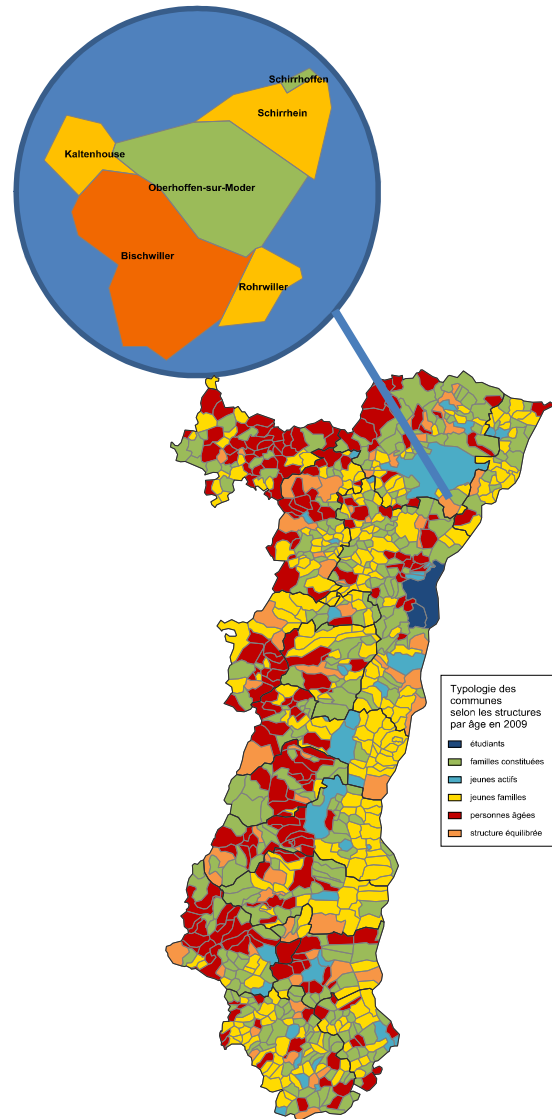 Schirrhoffen
Schirrhein
Kaltenhouse
Oberhoffen-sur-Moder
Bischwiller
Rohrwiller
Typologie des
communes
selon les structures
par âge en 2009
étudiants
familles constituées
jeunes actifs
jeunes familles
personnes âgées
structure équilibrée